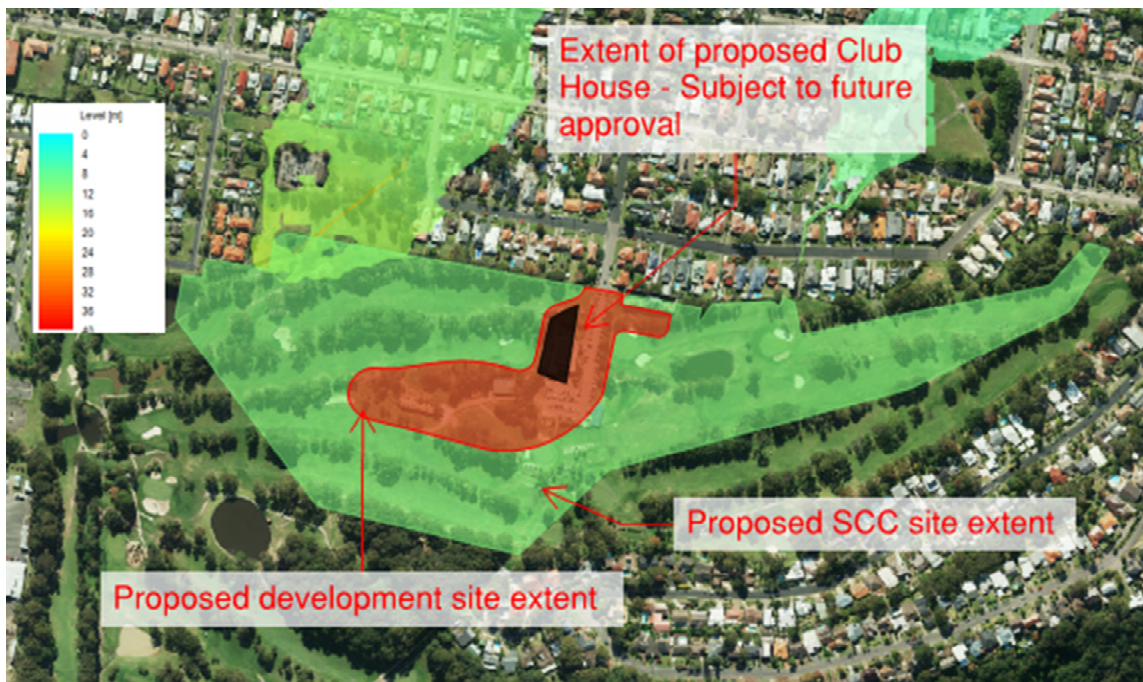 Extent of proposed Club
House - Subject to future
approval
Level [m]
0
4
8
12
16
20
24
28
32
36
40
Proposed SCC site extent
Proposed development site extent